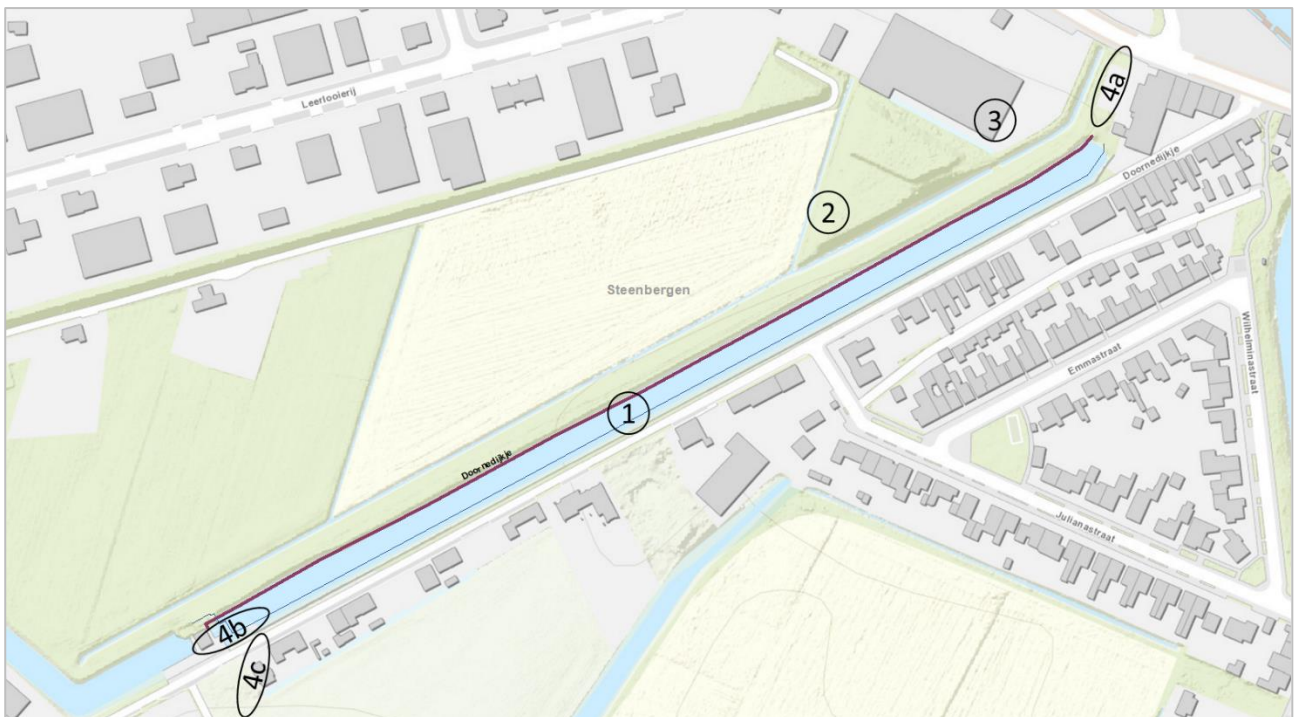 4a
Leerlooierij
3
Doornedijkje
2
Steenbergen
Wilhelminastraat
Emmastraat
1
Doornedijkje
Julianastraat
4b
4c